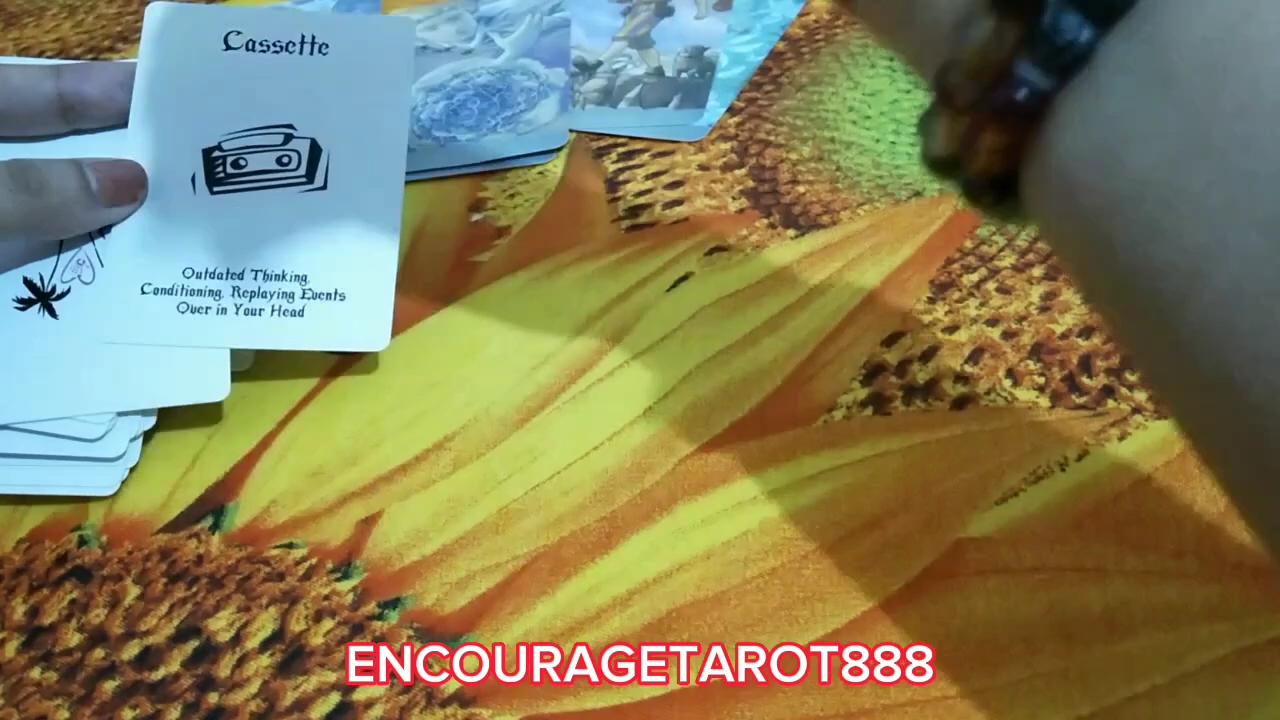 Cassette
Outdated Thinking,
Conditioning, Replaying Events
Over in Your Head
ENCOURAGETAROT888